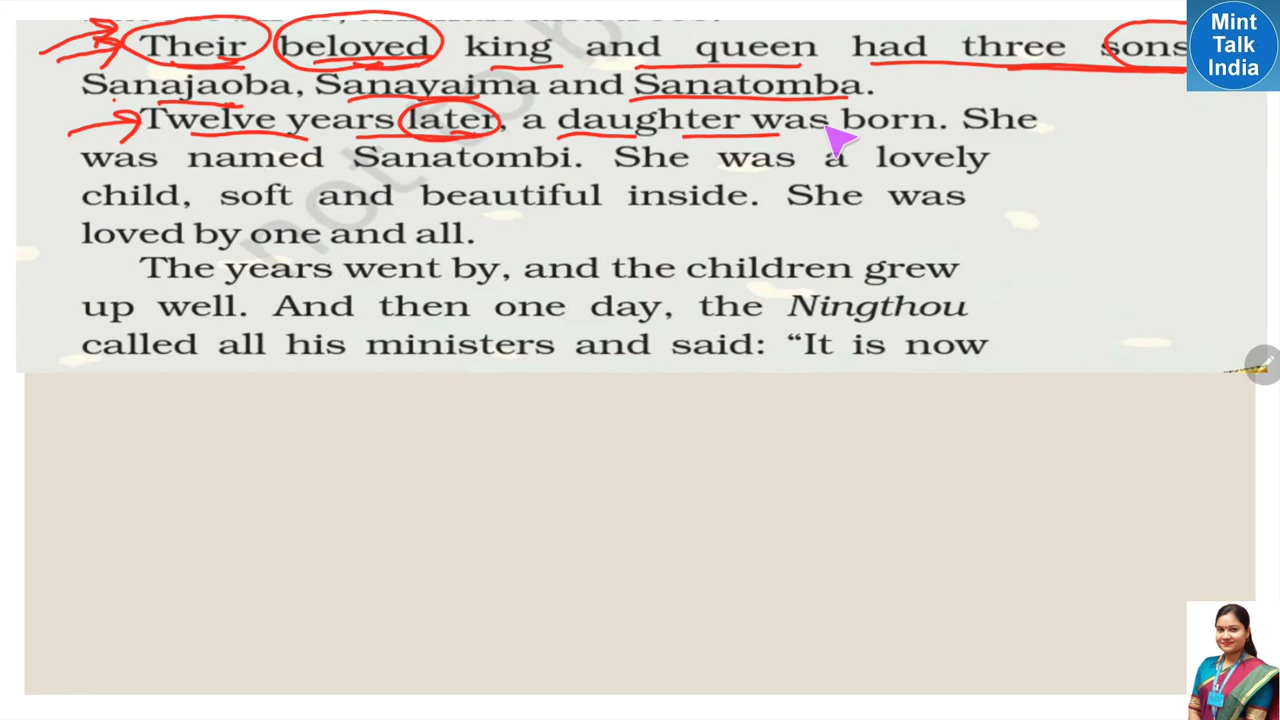 Their beloved king and queen had three sons
Sanajaoba, Sanayaima and Sanatomba.
Twelve years later, a daughter was born. She
was named Sanatombi. She was a lovely
child, soft and beautiful inside. She was
loved by one and all.
The years went by, and the children grew
up well. And then one day, the Ningthou
called all his ministers and said: “It is now
Mint
Talk
India
not to b